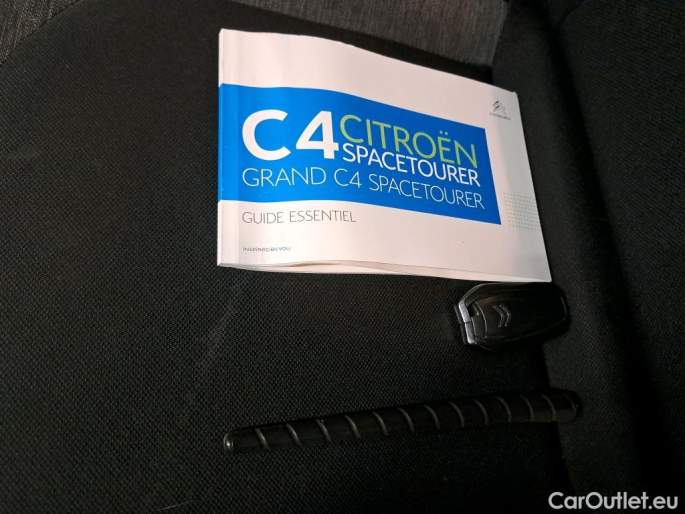 C4 CITROËN
SPACETOURER
GRAND C4 SPACETOURER
GUIDE ESSENTIEL
INSPIRED BY YOU
CarOutlet.eu